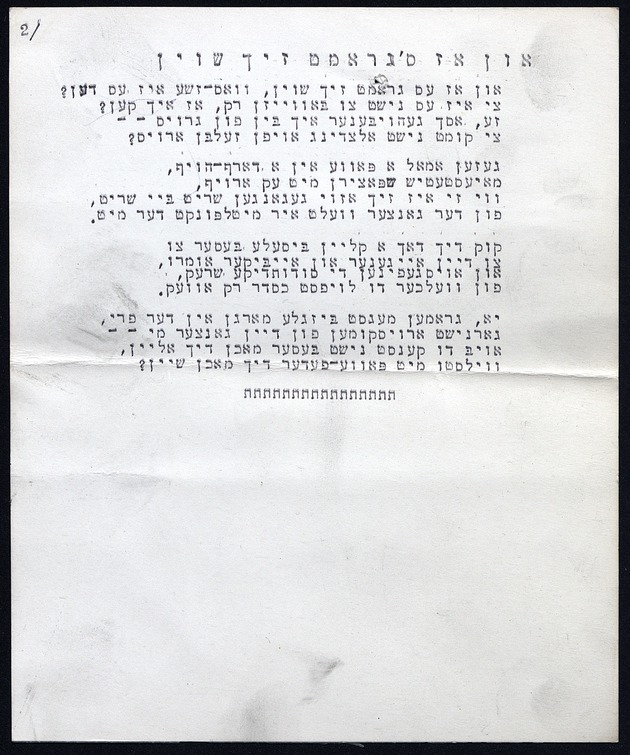 2/
און אז ס'גראמט זיך שוין
און אז עס גראמט זיך שוין, וואס-זשע איז עס דען?
צי איז עס נישט צו באווייזן רק, אז איך קען?
זע, אסך געהויבענער איך בין פון גרויס - -
צי קומט נישט אלצדינג אויפן זעלבן ארויס?
געזען אמאל א פאווע אין א דארף-הויף,
מאיעסטעטיש שפאצירן מיט עק ארויף,
ווי זי איז זיך אזוי געגאנגען שריט ביי שריט,
פון דער גאנצער וועלט איר מיטלפונקט דער מיט.
קוק דיך דאך א קליין ביסעלע בעסער צו
צו דיין אייגענער און אייביקער אומרו,
און אויסגעפינען די סודותדיקע שרעק,
פון וועלכער דו לויפסט כסדר רק אוועק.
יא, גראמען מעגסט ביזגלע מארגן אין דער פרי,
גארנישט ארויסקומען פון דיין גאנצער מי - -
אויב דו קענסט נישט בעסער מאכן דיך אליין,
ווילסטו מיט פאווע-פעדער דיך מאכן שיין?
תתתתתתתתתתתתתתתת